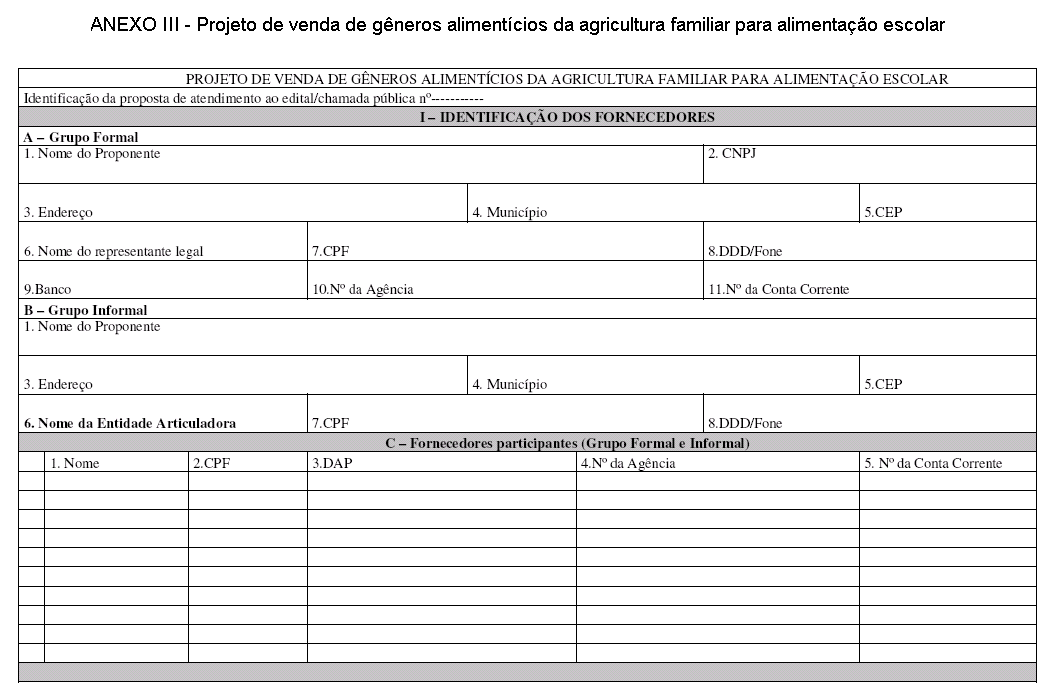 ANEXO III - Projeto de venda de gêneros alimentícios da agricultura familiar para alimentação escolar
PROJETO DE VENDA DE GÊNEROS ALIMENTÍCIOS DA AGRICULTURA FAMILIAR PARA ALIMENTAÇÃO ESCOLAR
Identificação da proposta de atendimento ao edital/chamada pública nº-----------
I – IDENTIFICAÇÃO DOS FORNECEDORES
A – Grupo Formal
1. Nome do Proponente 2. CNPJ
3. Endereço 4. Município 5.CEP
6. Nome do representante legal 7.CPF 8.DDD/Fone
9.Banco 10.Nº da Agência 11.Nº da Conta Corrente
B – Grupo Informal
1. Nome do Proponente
3. Endereço 4. Município 5.CEP
6. Nome da Entidade Articuladora 7.CPF 8.DDD/Fone
C – Fornecedores participantes (Grupo Formal e Informal)
1. Nome 2.CPF 3.DAP 4.Nº da Agência 5. Nº da Conta Corrente